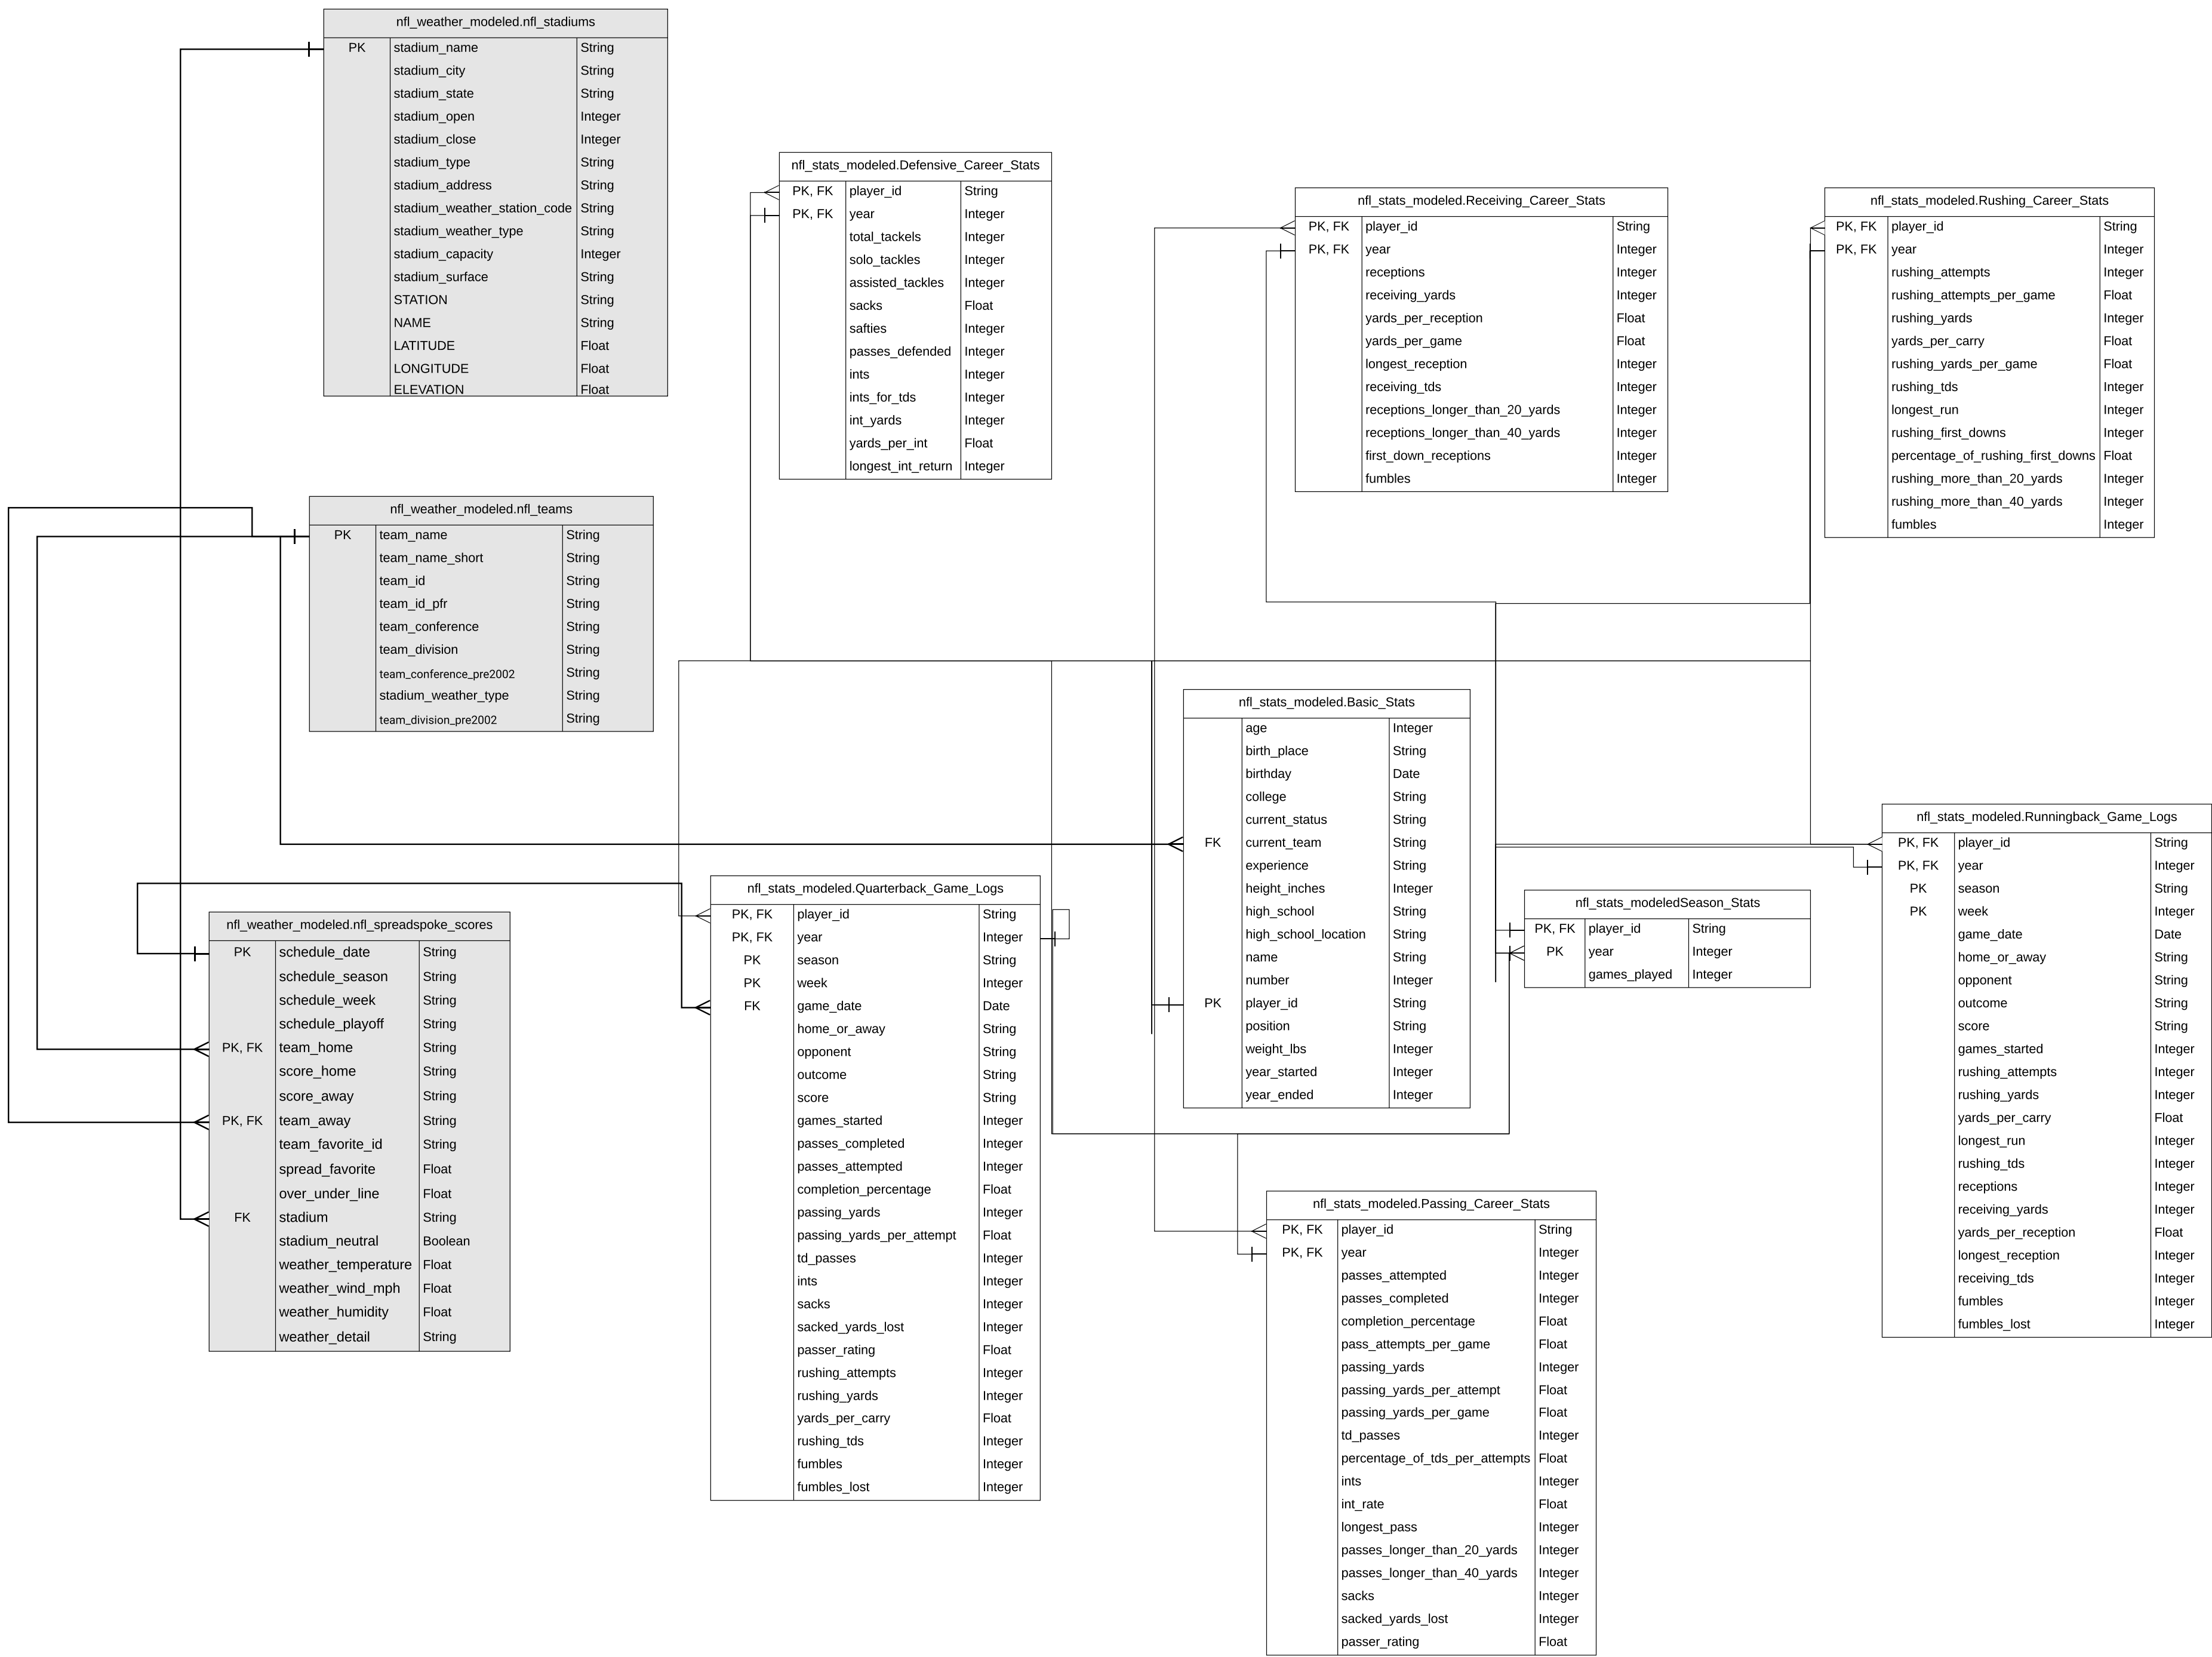 nfl_weather_modeled.nfl_stadiums
PK stadium_name String
stadium_city String
stadium_state String
stadium_open Integer
stadium_close Integer
stadium_type String
stadium_address String
stadium_weather_station_code String
stadium_weather_type String
stadium_capacity Integer
stadium_surface String
STATION String
NAME String
LATITUDE Float
LONGITUDE Float
ELEVATION Float
nfl_stats_modeled.Defensive_Career_Stats
PK, FK player_id String
PK, FK year Integer
total_tackels Integer
solo_tackles Integer
assisted_tackles Integer
sacks Float
safties Integer
passes_defended Integer
ints Integer
ints_for_tds Integer
int_yards Integer
yards_per_int Float
longest_int_return Integer
nfl_stats_modeled.Receiving_Career_Stats
PK, FK player_id String
PK, FK year Integer
receptions Integer
receiving_yards Integer
yards_per_reception Float
yards_per_game Float
longest_reception Integer
receiving_tds Integer
receptions_longer_than_20_yards Integer
receptions_longer_than_40_yards Integer
first_down_receptions Integer
fumbles Integer
nfl_stats_modeled.Rushing_Career_Stats
PK, FK player_id String
PK, FK year Integer
rushing_attempts Integer
rushing_attempts_per_game Float
rushing_yards Integer
yards_per_carry Float
rushing_yards_per_game Float
rushing_tds Integer
longest_run Integer
rushing_first_downs Integer
percentage_of_rushing_first_downs Float
rushing_more_than_20_yards Integer
rushing_more_than_40_yards Integer
fumbles Integer
nfl_weather_modeled.nfl_teams
PK team_name String
team_name_short String
team_id String
team_id_pfr String
team_conference String
team_division String
team_conference_pre2002 String
stadium_weather_type String
team_division_pre2002 String
nfl_stats_modeled.Basic_Stats
age Integer
birth_place String
birthday Date
college String
current_status String
FK current_team String
experience String
height_inches Integer
high_school String
high_school_location String
name String
number Integer
PK player_id String
position String
weight_lbs Integer
year_started Integer
year_ended Integer
nfl_stats_modeled.Runningback_Game_Logs
PK, FK player_id String
PK, FK year Integer
PK season String
PK week Integer
game_date Date
home_or_away String
opponent String
outcome String
score String
games_started Integer
rushing_attempts Integer
rushing_yards Integer
yards_per_carry Float
longest_run Integer
rushing_tds Integer
receptions Integer
receiving_yards Integer
yards_per_reception Float
longest_reception Integer
receiving_tds Integer
fumbles Integer
fumbles_lost Integer
nfl_stats_modeled.Quarterback_Game_Logs
PK, FK player_id String
PK, FK year Integer
PK season String
PK week Integer
FK game_date Date
home_or_away String
opponent String
outcome String
score String
games_started Integer
passes_completed Integer
passes_attempted Integer
completion_percentage Float
passing_yards Integer
passing_yards_per_attempt Float
td_passes Integer
ints Integer
sacks Integer
sacked_yards_lost Integer
passer_rating Float
rushing_attempts Integer
rushing_yards Integer
yards_per_carry Float
rushing_tds Integer
fumbles Integer
fumbles_lost Integer
nfl_stats_modeledSeason_Stats
PK, FK player_id String
PK year Integer
games_played Integer
nfl_weather_modeled.nfl_spreadspoke_scores
PK schedule_date String
schedule_season String
schedule_week String
schedule_playoff String
PK, FK team_home String
score_home String
score_away String
PK, FK team_away String
team_favorite_id String
spread_favorite Float
over_under_line Float
FK stadium String
stadium_neutral Boolean
weather_temperature Float
weather_wind_mph Float
weather_humidity Float
weather_detail String
nfl_stats_modeled.Passing_Career_Stats
PK, FK player_id String
PK, FK year Integer
passes_attempted Integer
passes_completed Integer
completion_percentage Float
pass_attempts_per_game Float
passing_yards Integer
passing_yards_per_attempt Float
passing_yards_per_game Float
td_passes Integer
percentage_of_tds_per_attempts Float
ints Integer
int_rate Float
longest_pass Integer
passes_longer_than_20_yards Integer
passes_longer_than_40_yards Integer
sacks Integer
sacked_yards_lost Integer
passer_rating Float